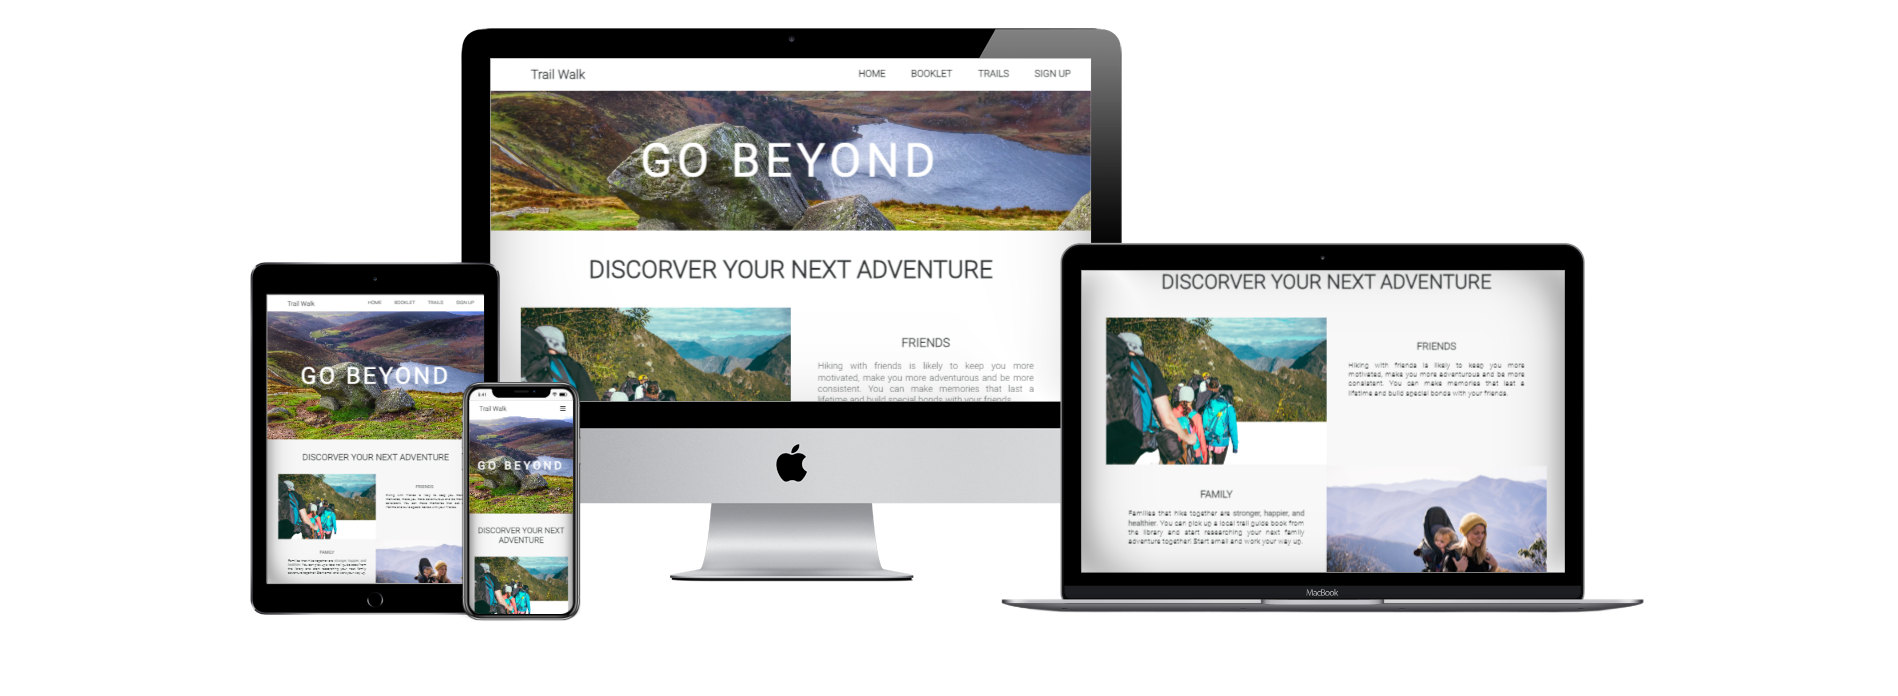 Trail Walk
HOME BOOKLET TRAILS SIGN UP
GO BEYOND
DISCORVER YOUR NEXT ADVENTURE
FRIENDS
Hiking with friends is likely to keep you more
motivated, make you more adventurous and be more
consistent. You can make memories that last a
lifetime and build special bonds with your friends.
Trail Walk
HOME BOOKLET TRAILS SIGN UP
GO BEYOND
DISCORVER YOUR NEXT ADVENTURE
FRIENDS
FAMILY
Trail Walk
GO BEYOND
DISCORVER YOUR NEXT
ADVENTURE
DISCORVER YOUR NEXT ADVENTURE
FRIENDS
Hiking with friends is likely to keep you more
motivated, make you more adventurous and be more
consistent. You can make memories that last a
lifetime and build special bonds with your friends.
FAMILY
Families that hike together are stronger, happier, and
healthier. You can pick up a local trail guide book from
the library and start researching your next family
adventure together! Start small and work your way up.
MacBook